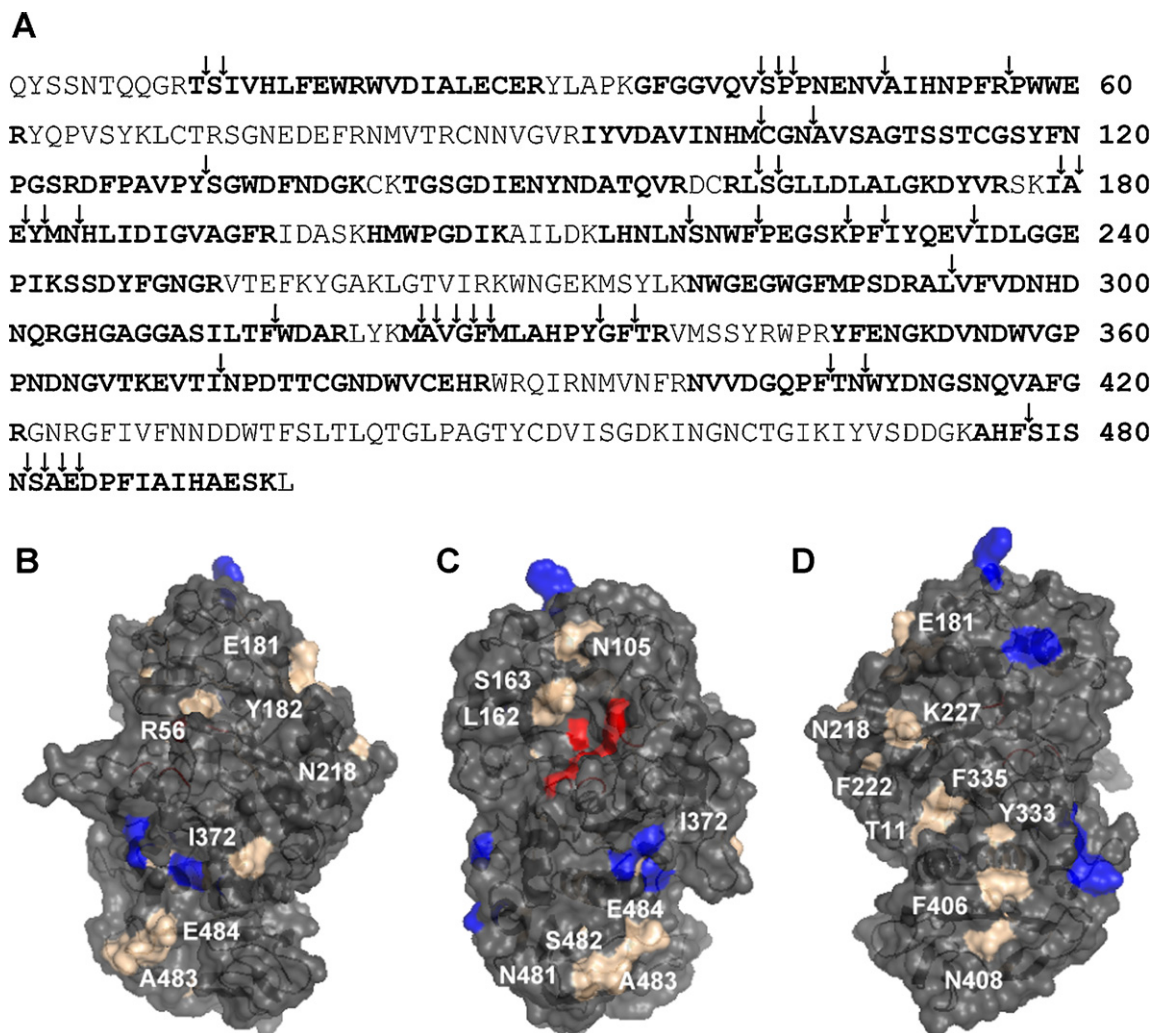 A
QYSSNTQQGRTSIVHLFEWRWVDIALECERYLAPKGFGGVQVSPPNENVAIHNPFRPWWE 60
RYQPVSYKLCTRSGNEDEFRNMVTRCNNVGVRIYVDAVINHMCGNAVSAGTSSTCGSYFN 120
PGSRDFPAVPYSGWDFNDGKCKTGSGDIENYNDATQVRDCRLSGLLDLALGKDYVRSKIA 180
EYMNHLIDIGVAGFRIDASKHMWPGDIKAILDKLHNLNSNWFPEGSKPFIYQEVIDLGGE 240
PIKSSDYFGNGRVTEFKYGAKLGTVIRKWNGEKMSYLKNWGEGWGFMPSDRALVFVDNHD 300
NQRGHGAGGASILTFWDARLYKMAVGFMLAHPYGFTRVMSSYRWPRYFENGKDVNDWVGP 360
PNDNGVTKEVTINPDTTCGNDWVCEHRWRQIRNMVNFRNVVDGQPFTNWYDNGSNQVAFG 420
RGNRGFIVFNNDDWTFSLTLQTGLPAGTYCDVISGDKINGNCTGIKIYVSDDGKAHFSIS 480
NSAEDPFIAIHAESKL
B
E181
R56
Y182
N218
I372
E484
A483
C
N105
S163
L162
I372
E484
S482
N481
A483
D
E181
N218
K227
F222
F335
T11
Y333
F406
N408